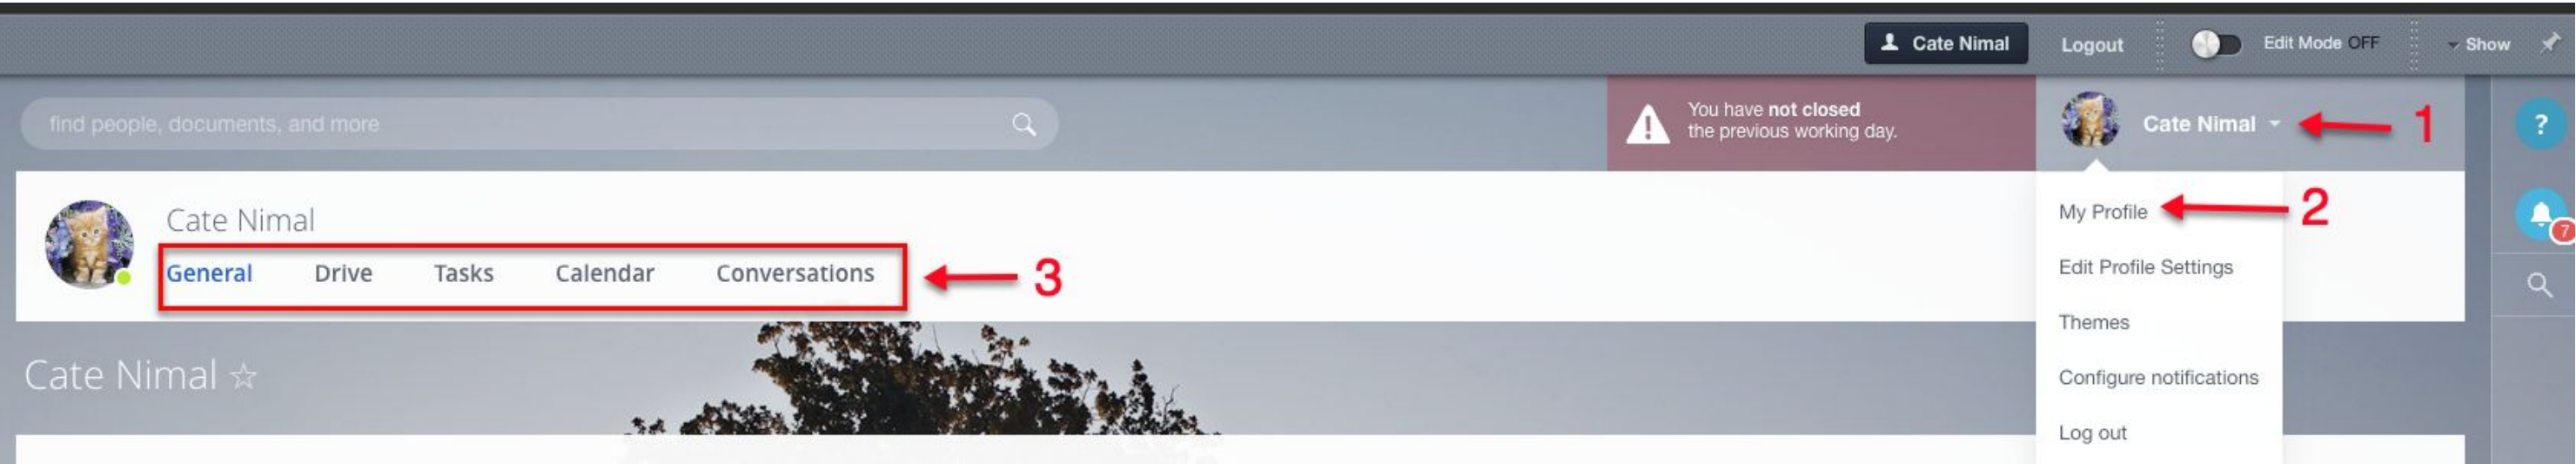 Cate Nimal Logout Edit Mode OFF Show
find people, documents, and more
You have not closed
the previous working day.
Cate Nimal 1
?
Cate Nimal
General Drive Tasks Calendar Conversations 3
My Profile 2
Edit Profile Settings
Themes
Configure notifications
Log out
7
Cate Nimal